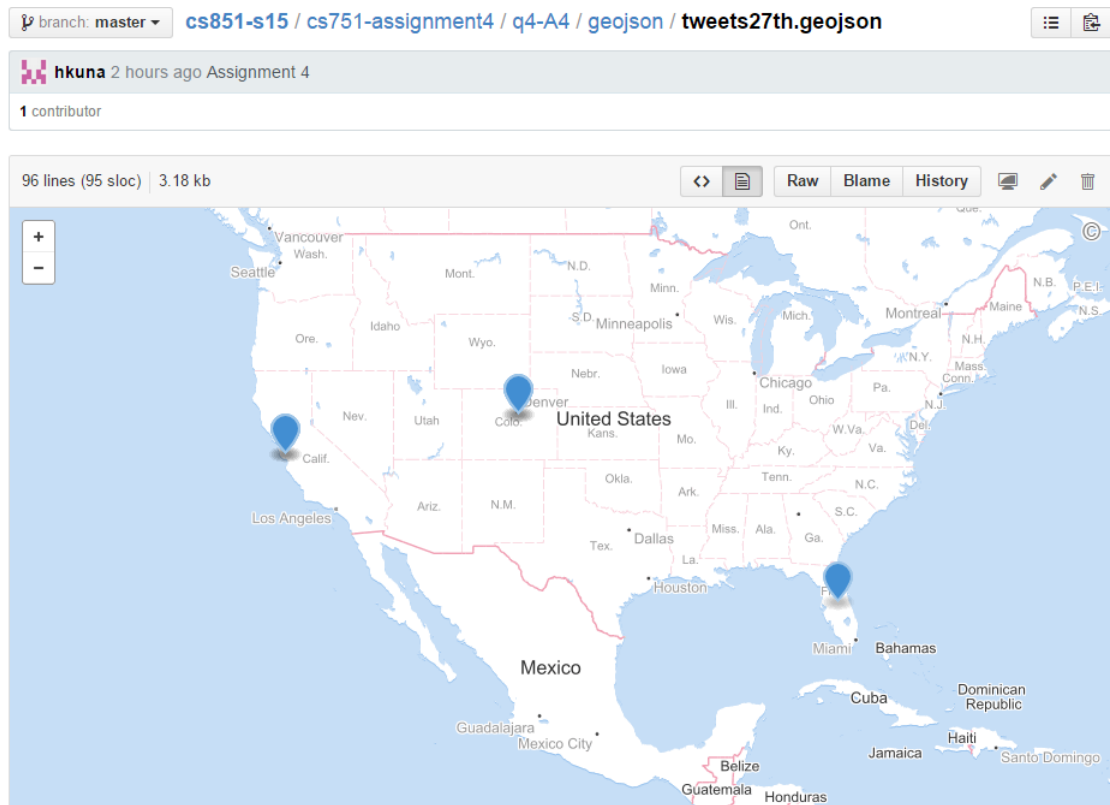 branch: master cs851-s15 / cs751-assignment4 / q4-A4 / geojson / tweets27th.geojson
hkuna 2 hours ago Assignment 4
1 contributor
96 lines (95 sloc) 3.18 kb Raw Blame History
+
−
©
Que.
Ont.
Vancouver
Wash.
Seattle
Mont.
N.D.
Minn.
N.B.
P.E.I.
Maine
N.S.
Montreal
Ore.
Idaho
S.D.
Minneapolis
Wis.
Mich.
Wyo.
N.H.
N.Y.
Mass.
Conn.
Nebr.
Iowa
Chicago
Pa.
Denver
Ill.
Ind.
Ohio
N.J.
Nev.
Utah
Colo.
United States
Kans.
Mo.
W.Va.
Del.
Va.
Ky.
Calif.
Okla.
Tenn.
N.C.
Ark.
Ariz.
N.M.
S.C.
Los Angeles
Tex.
Dallas
Miss.
Ala.
Ga.
La.
Houston
Miami
Bahamas
Mexico
Cuba
Dominican
Republic
Guadalajara
Mexico City
Haiti
Jamaica
Santo Domingo
Belize
Guatemala
Honduras